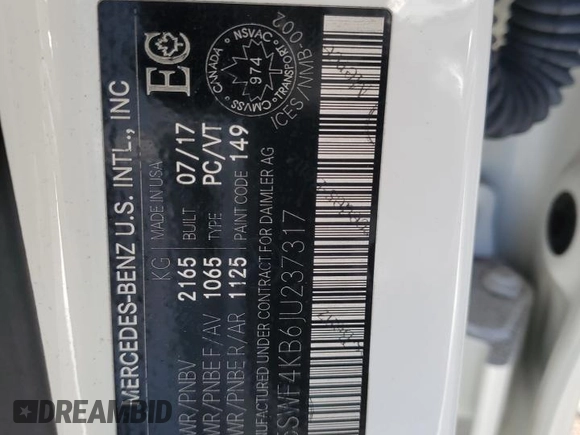 MERCEDES-BENZ U.S. INTL., INC
MADE IN USA
KG
WR/PNBV 2165 BUILT 07/17
WR/PNBE F/AV 1065 TYPE PC/VT
WR/PNBE R/AR 1125 PAINT CODE 149
UNDER CONTRACT FOR DAIMLER AG
SWF4KB6JU237317
EC
CANADA
NSVAC
974
CMVSS
TRANSPORT
ICES / NMB-002
DREAMBID